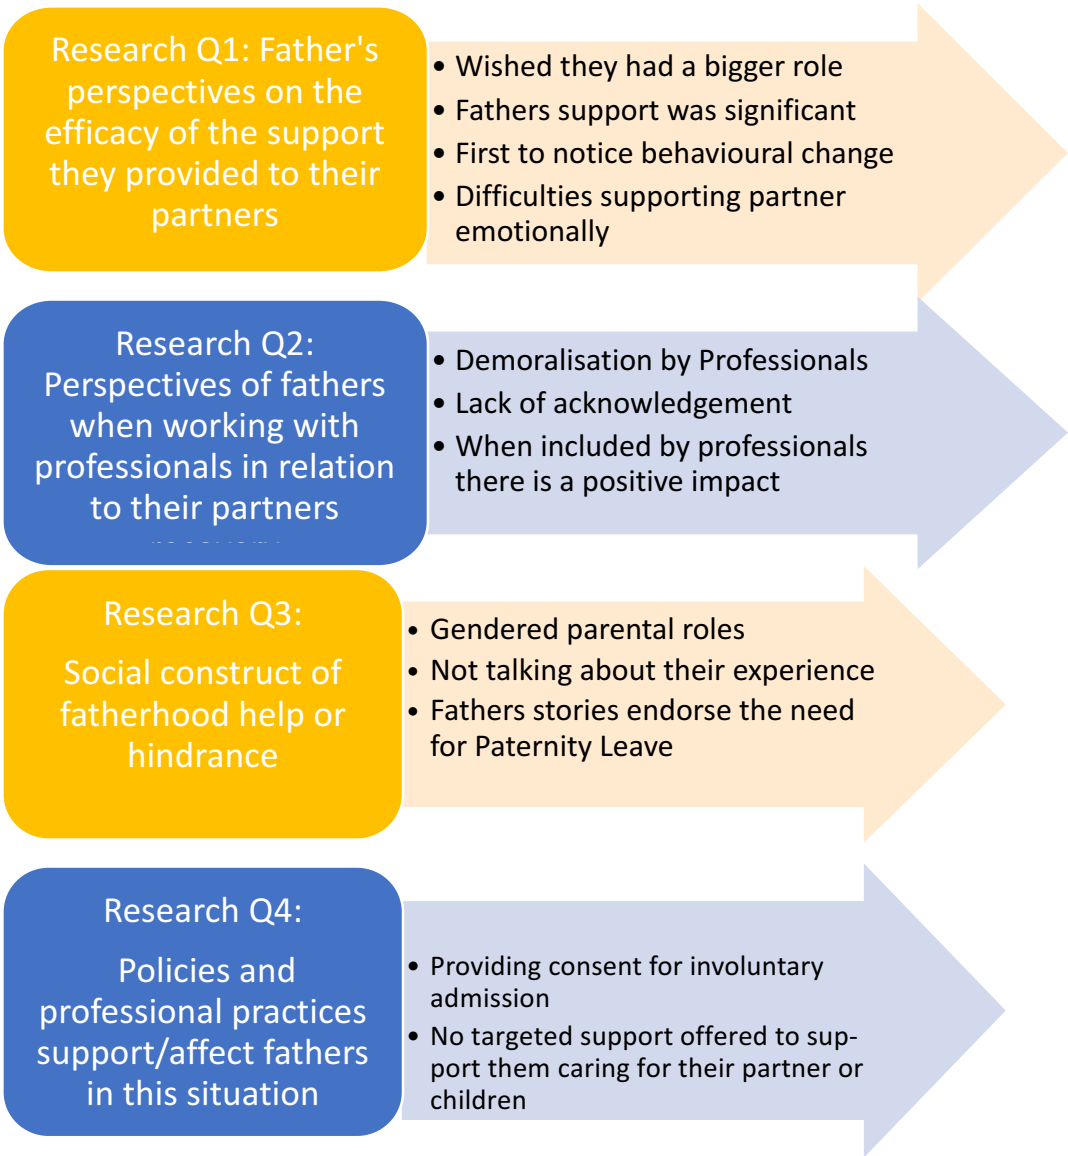 Research Q1: Father's
perspectives on the
efficacy of the support
they provided to their
partners
• Wished they had a bigger role
• Fathers support was significant
• First to notice behavioural change
• Difficulties supporting partner
emotionally
Research Q2:
Perspectives of fathers
when working with
professionals in relation
to their partners
• Demoralisation by Professionals
• Lack of acknowledgement
• When included by professionals
there is a positive impact
Research Q3:
Social construct of
fatherhood help or
hindrance
• Gendered parental roles
• Not talking about their experience
• Fathers stories endorse the need
for Paternity Leave
Research Q4:
Policies and
professional practices
support/affect fathers
in this situation
• Providing consent for involuntary
admission
• No targeted support offered to sup-
port them caring for their partner or
children